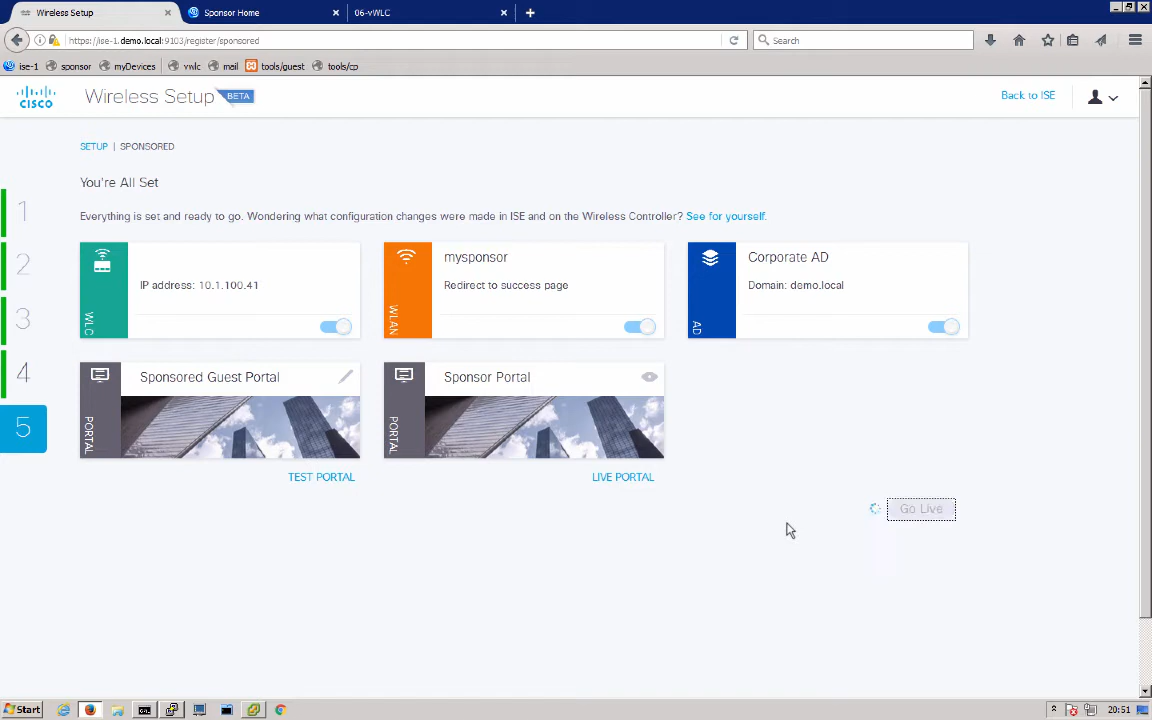 Wireless Setup
Sponsor Home
06-vWLC
https://ise-1.demo.local:9103/register/sponsored
Search
ise-1
sponsor
myDevices
vwlc
mail
tools/guest
tools/cp
CISCO
Wireless Setup
BETA
Back to ISE
SETUP | SPONSORED
You're All Set
Everything is set and ready to go. Wondering what configuration changes were made in ISE and on the Wireless Controller? See for yourself.
1
2
3
4
5
WLC
IP address: 10.1.100.41
WLAN
mysponsor
Redirect to success page
AD
Corporate AD
Domain: demo.local
PORTAL
Sponsored Guest Portal
TEST PORTAL
PORTAL
Sponsor Portal
LIVE PORTAL
Go Live
Start
20:51